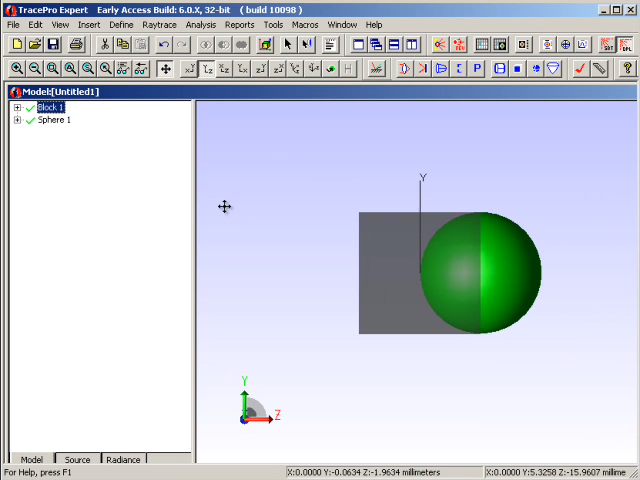 TracePro Expert Early Access Build: 6.0.X, 32-bit ( build 10098 )
File Edit View Insert Define Raytrace Analysis Reports Tools Macros Window Help
Model:[Untitled1]
Block 1
Sphere 1
Y
Y
Z
Model Source Radiance
For Help, press F1 X:0.0000 Y:-0.0634 Z:-1.9634 millimeters X:0.0000 Y:5.3258 Z:-15.9607 millime